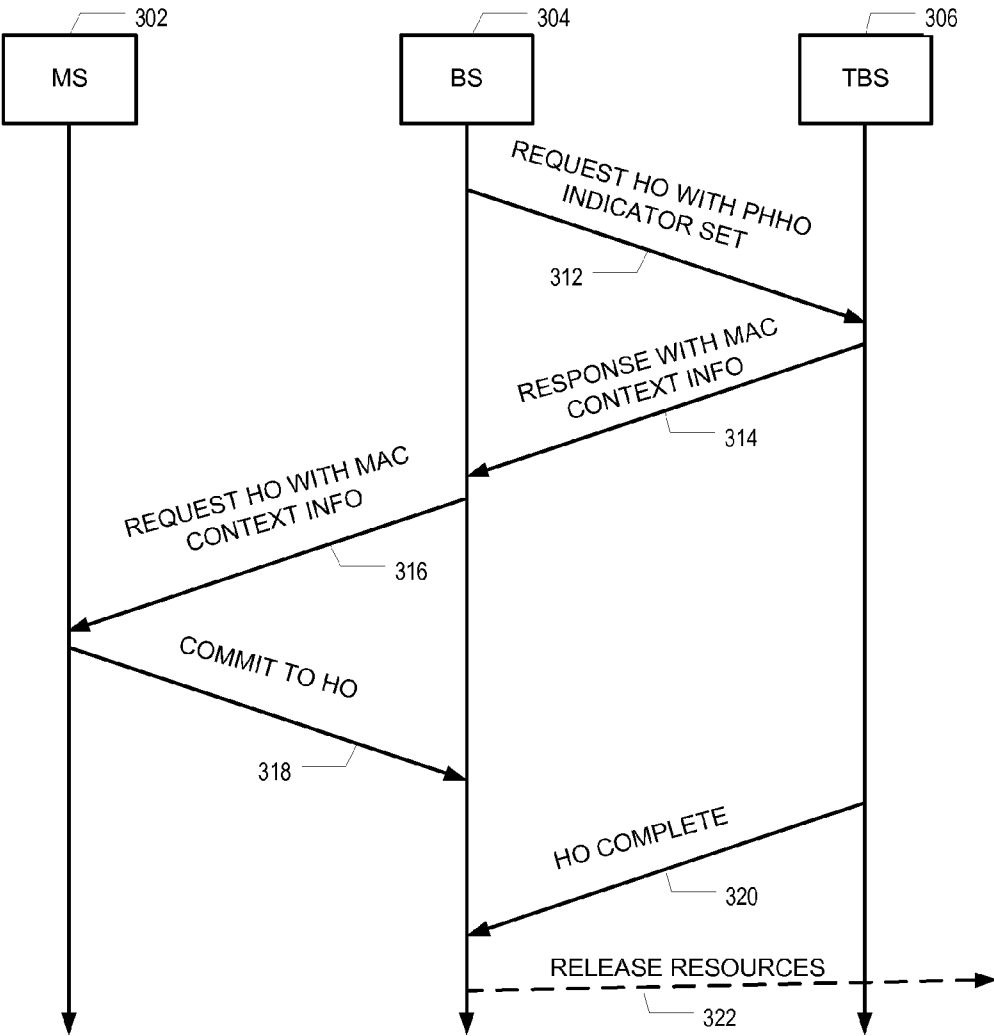 302
304
306
MS
BS
TBS
REQUEST HO WITH PHHO
INDICATOR SET
312
RESPONSE WITH MAC
CONTEXT INFO
314
REQUEST HO WITH MAC
CONTEXT INFO
316
COMMIT TO HO
318
HO COMPLETE
320
RELEASE RESOURCES
322